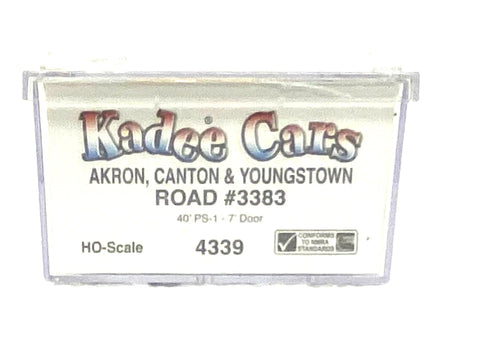 Kadee® Cars
AKRON, CANTON & YOUNGSTOWN
ROAD #3383
40' PS-1 - 7' Door
HO-Scale
4339
CONFORMS
TO NMRA
STANDARDS